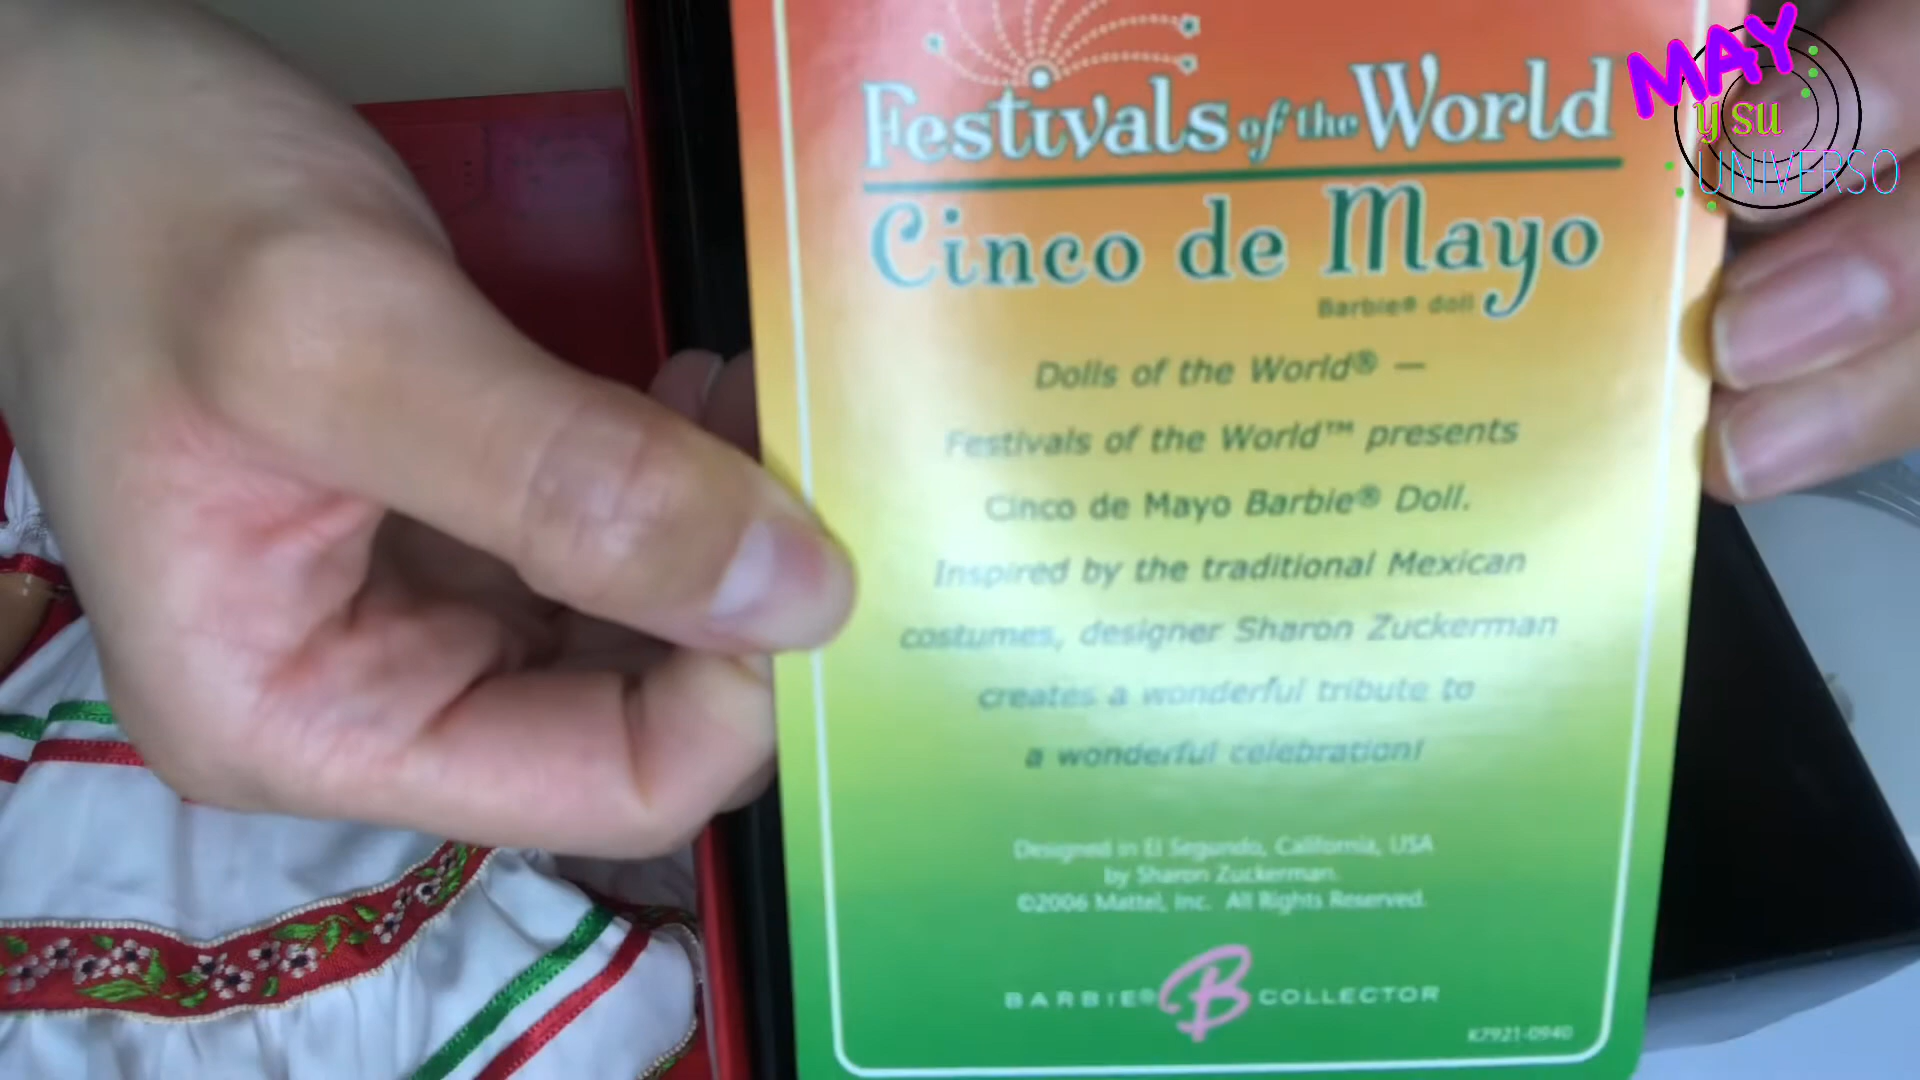 Festivals of the World
Cinco de Mayo
Barbie® doll
Dolls of the World® —
Festivals of the World™ presents
Cinco de Mayo Barbie® Doll.
Inspired by the traditional Mexican
costumes, designer Sharon Zuckerman
creates a wonderful tribute to
a wonderful celebration!
Designed in El Segundo, California, USA
by Sharon Zuckerman.
©2006 Mattel, Inc. All Rights Reserved.
BARBIE® B COLLECTOR
K7921-0940
MAY
y su
UNIVERSO